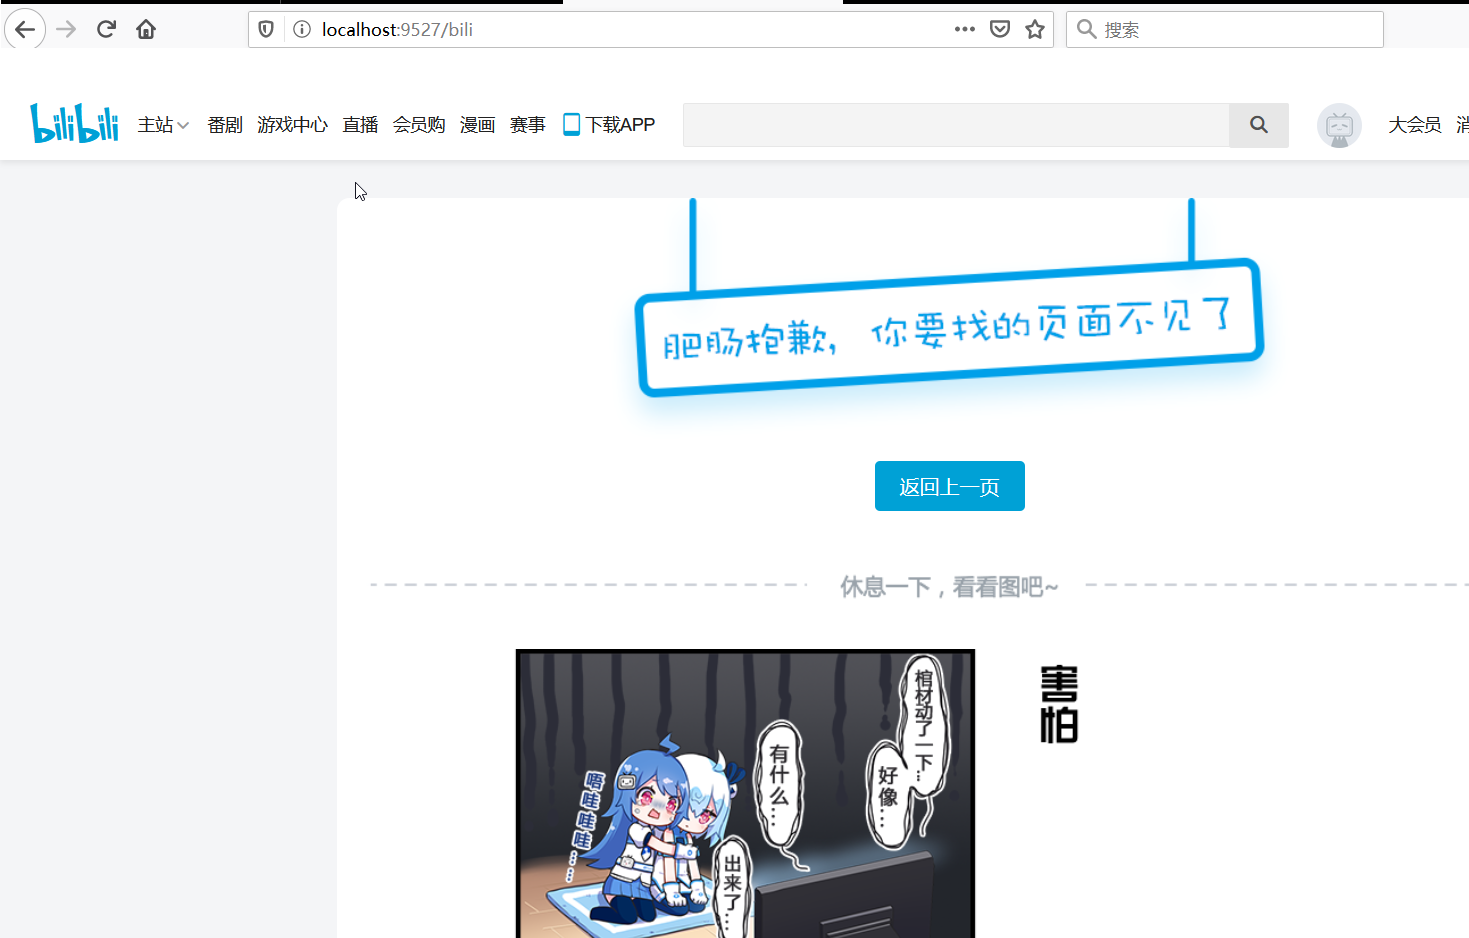 localhost:9527/bili
搜索
bilibili 主站 番剧 游戏中心 直播 会员购 漫画 赛事 下载APP
大会员
肥肠抱歉，你要找的页面不见了
返回上一页
休息一下，看看图吧~
害怕
棺材动了一下…
好像…
有什么…
出来了…
唔哇哇哇……